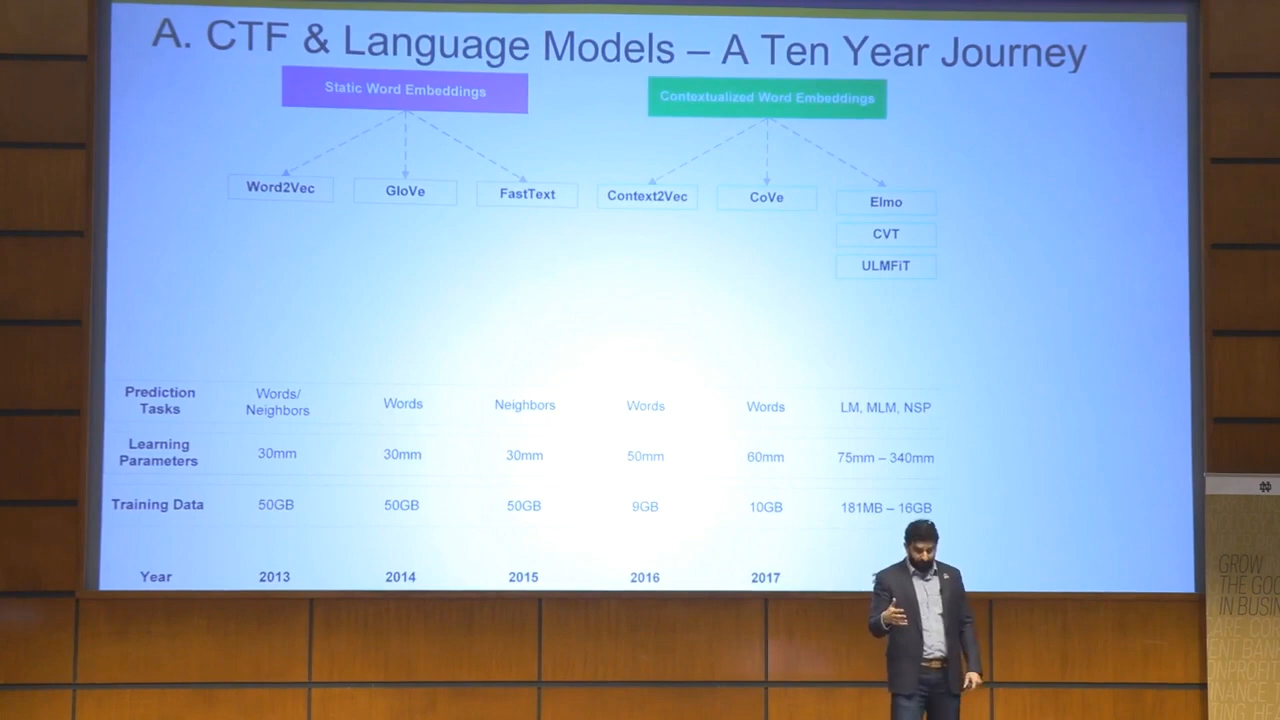 A. CTF & Language Models – A Ten Year Journey
Static Word Embeddings
Contextualized Word Embeddings
Word2Vec
GloVe
FastText
Context2Vec
CoVe
Elmo
CVT
ULMFiT
Prediction
Tasks
Words/
Neighbors
Words
Neighbors
Words
Words
LM, MLM, NSP
Learning
Parameters
30mm
30mm
30mm
50mm
60mm
75mm – 340mm
Training Data
50GB
50GB
50GB
9GB
10GB
181MB – 16GB
Year
2013
2014
2015
2016
2017
GROW
THE GOO
IN BUSIN